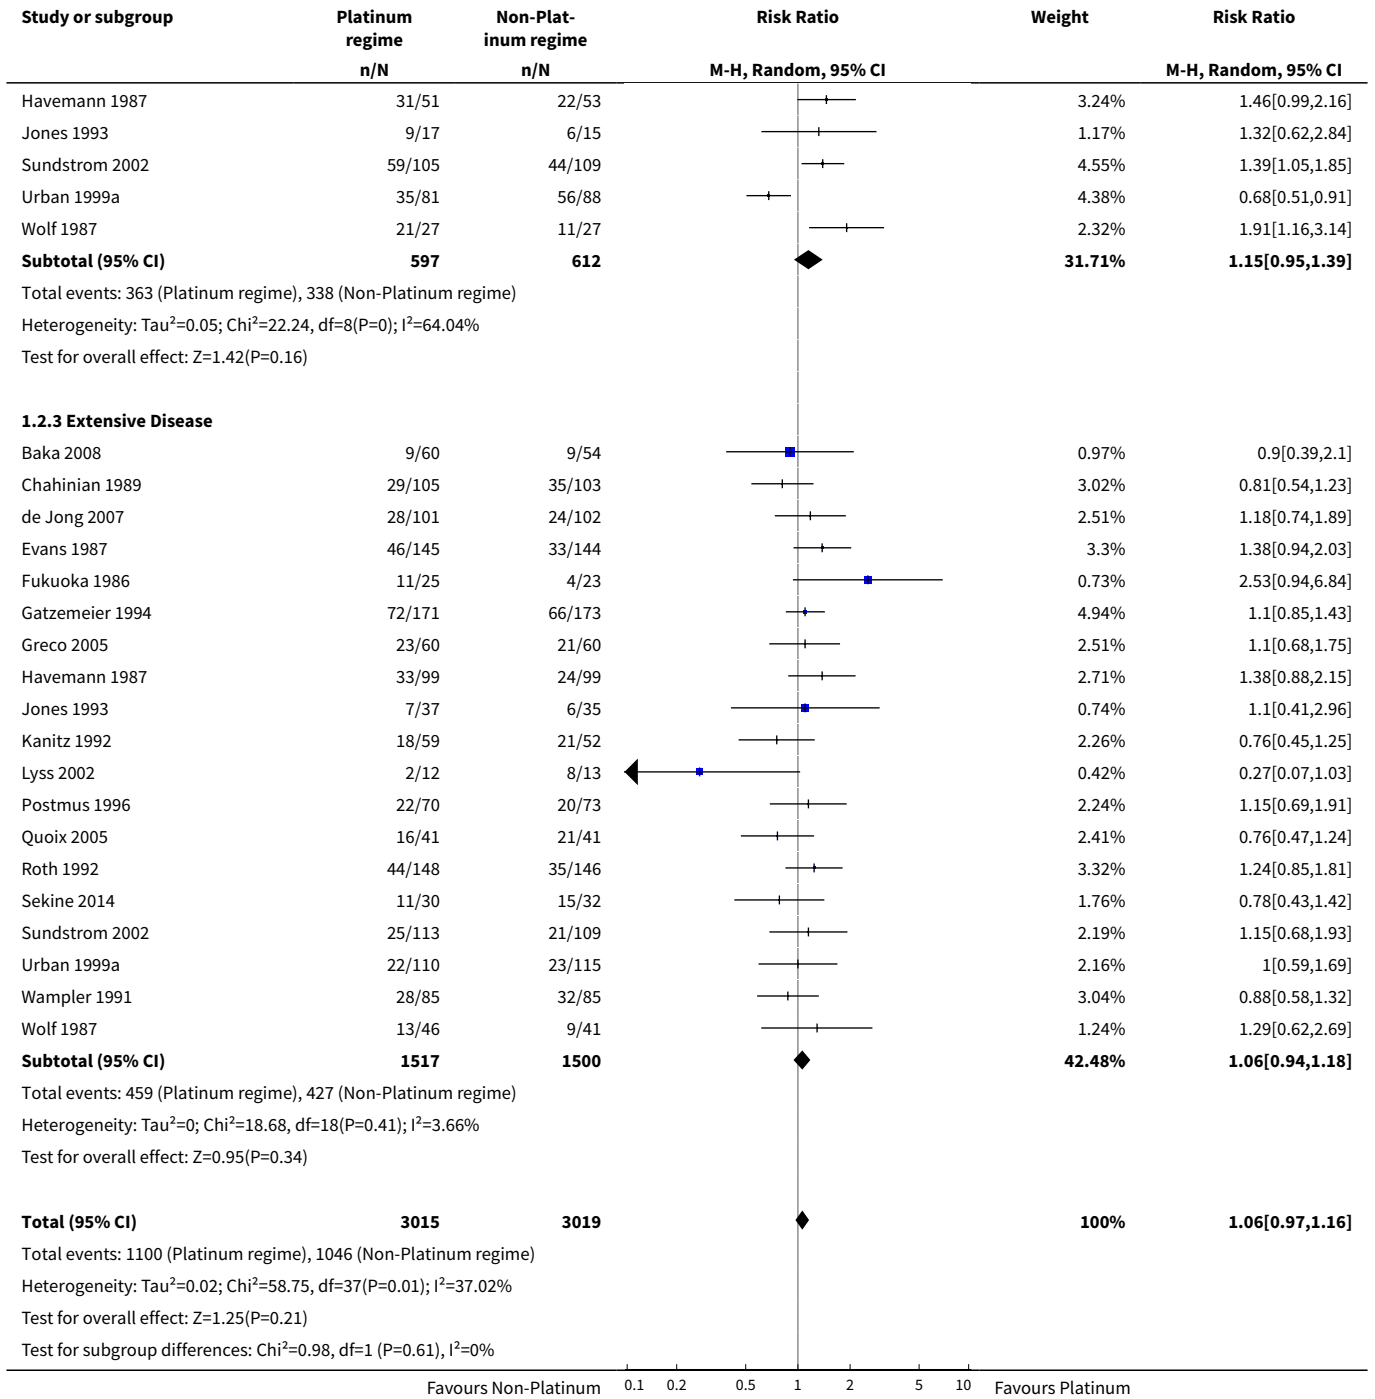 Study or subgroup Platinum Non-Plat- Risk Ratio Weight Risk Ratio
regime inum regime
n/N n/N M-H, Random, 95% CI M-H, Random, 95% CI
Havemann 1987 31/51 22/53 3.24% 1.46[0.99,2.16]
Jones 1993 9/17 6/15 1.17% 1.32[0.62,2.84]
Sundstrom 2002 59/105 44/109 4.55% 1.39[1.05,1.85]
Urban 1999a 35/81 56/88 4.38% 0.68[0.51,0.91]
Wolf 1987 21/27 11/27 2.32% 1.91[1.16,3.14]
Subtotal (95% CI) 597 612 31.71% 1.15[0.95,1.39]
Total events: 363 (Platinum regime), 338 (Non-Platinum regime)
Heterogeneity: Tau²=0.05; Chi²=22.24, df=8(P=0); I²=64.04%
Test for overall effect: Z=1.42(P=0.16)
1.2.3 Extensive Disease
Baka 2008 9/60 9/54 0.97% 0.9[0.39,2.1]
Chahinian 1989 29/105 35/103 3.02% 0.81[0.54,1.23]
de Jong 2007 28/101 24/102 2.51% 1.18[0.74,1.89]
Evans 1987 46/145 33/144 3.3% 1.38[0.94,2.03]
Fukuoka 1986 11/25 4/23 0.73% 2.53[0.94,6.84]
Gatzemeier 1994 72/171 66/173 4.94% 1.1[0.85,1.43]
Greco 2005 23/60 21/60 2.51% 1.1[0.68,1.75]
Havemann 1987 33/99 24/99 2.71% 1.38[0.88,2.15]
Jones 1993 7/37 6/35 0.74% 1.1[0.41,2.96]
Kanitz 1992 18/59 21/52 2.26% 0.76[0.45,1.25]
Lyss 2002 2/12 8/13 0.42% 0.27[0.07,1.03]
Postmus 1996 22/70 20/73 2.24% 1.15[0.69,1.91]
Quoix 2005 16/41 21/41 2.41% 0.76[0.47,1.24]
Roth 1992 44/148 35/146 3.32% 1.24[0.85,1.81]
Sekine 2014 11/30 15/32 1.76% 0.78[0.43,1.42]
Sundstrom 2002 25/113 21/109 2.19% 1.15[0.68,1.93]
Urban 1999a 22/110 23/115 2.16% 1[0.59,1.69]
Wampler 1991 28/85 32/85 3.04% 0.88[0.58,1.32]
Wolf 1987 13/46 9/41 1.24% 1.29[0.62,2.69]
Subtotal (95% CI) 1517 1500 42.48% 1.06[0.94,1.18]
Total events: 459 (Platinum regime), 427 (Non-Platinum regime)
Heterogeneity: Tau²=0; Chi²=18.68, df=18(P=0.41); I²=3.66%
Test for overall effect: Z=0.95(P=0.34)
Total (95% CI) 3015 3019 100% 1.06[0.97,1.16]
Total events: 1100 (Platinum regime), 1046 (Non-Platinum regime)
Heterogeneity: Tau²=0.02; Chi²=58.75, df=37(P=0.01); I²=37.02%
Test for overall effect: Z=1.25(P=0.21)
Test for subgroup differences: Chi²=0.98, df=1 (P=0.61), I²=0%
Favours Non-Platinum 0.1 0.2 0.5 1 2 5 10 Favours Platinum